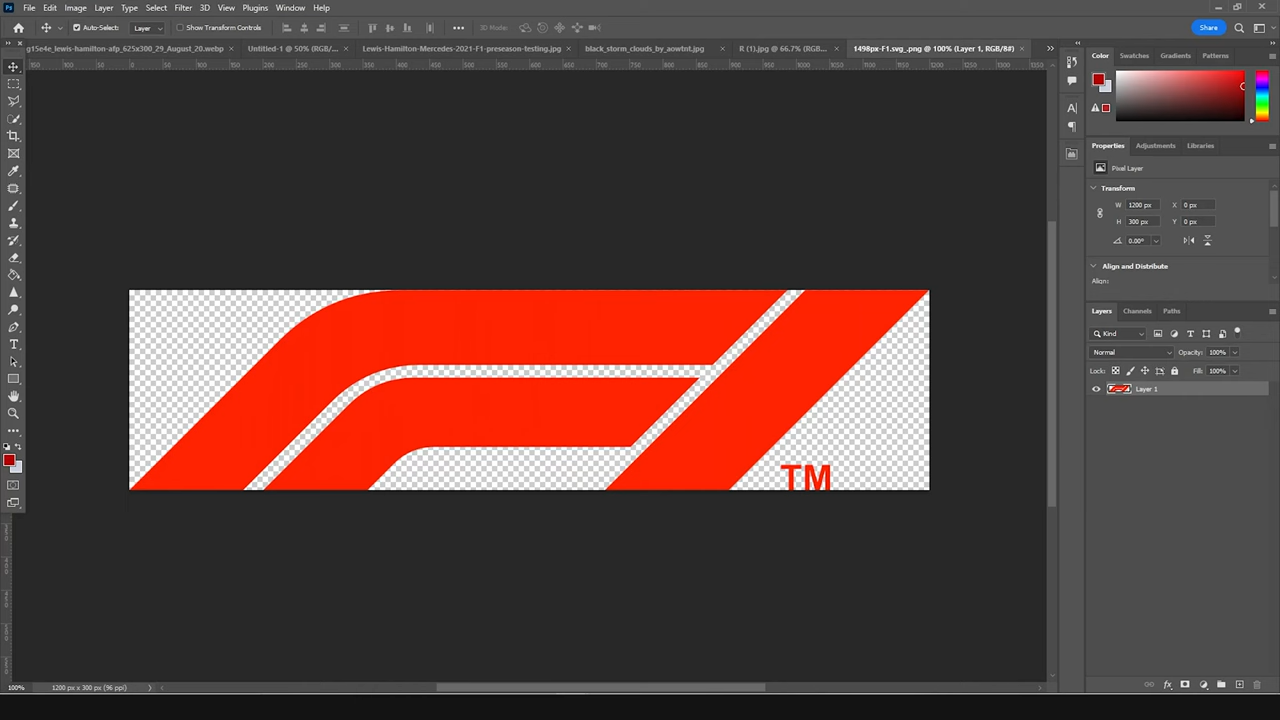 Ps File Edit Image Layer Type Select Filter 3D View Plugins Window Help
Auto-Select: Layer Show Transform Controls 3D Mode: Share
g15e4e_lewis-hamilton-afp_625x300_29_August_20.webp Untitled-1 @ 50% (RGB/... Lewis-Hamilton-Mercedes-2021-F1-preseason-testing.jpg black_storm_clouds_by_aowtnt.jpg R (1).jpg @ 66.7% (RGB... 1498px-F1.svg_.png @ 100% (Layer 1, RGB/8#)
Color Swatches Gradients Patterns
Properties Adjustments Libraries
Pixel Layer
Transform
W 1200 px X 0 px
H 300 px Y 0 px
0.00°
Align and Distribute
Align:
Layers Channels Paths
Kind
Normal Opacity: 100%
Lock: Fill: 100%
Layer 1
TM
100% 1200 px x 300 px (96 ppi)